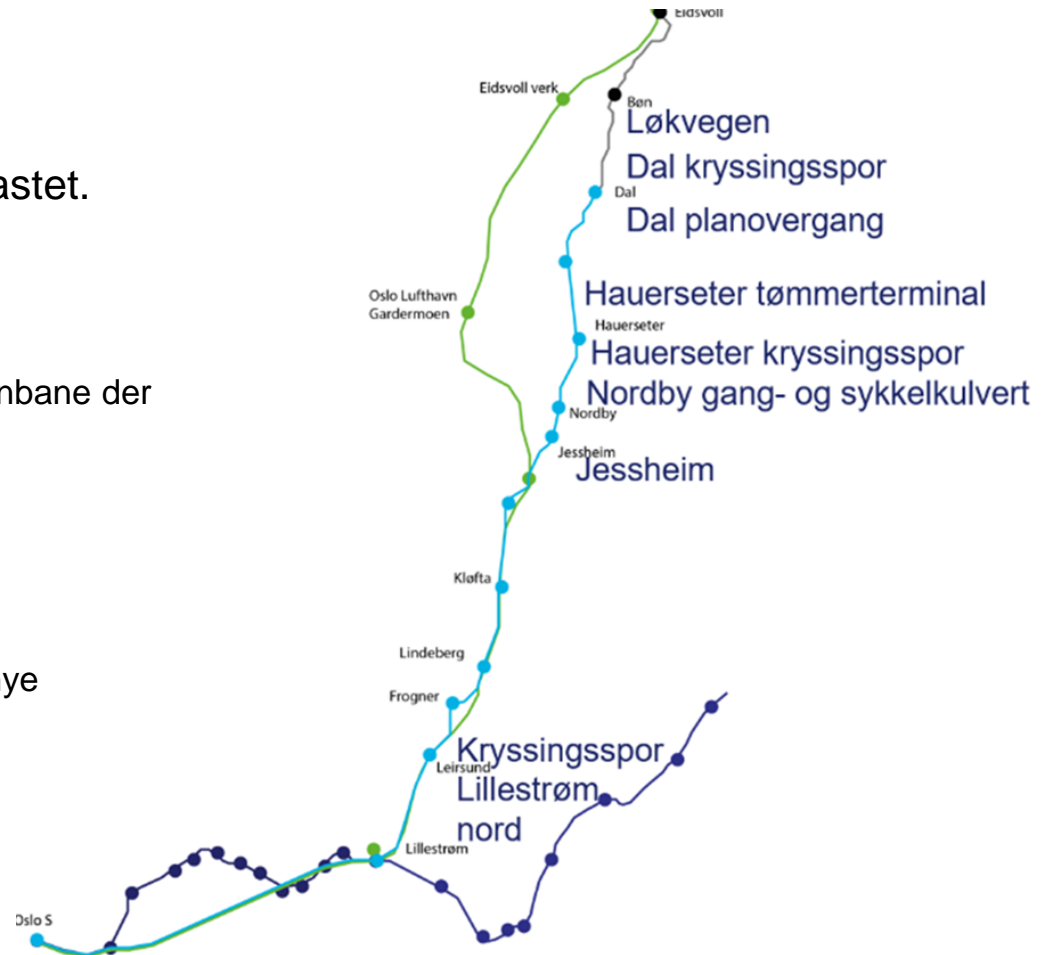 Eidsvoll
Eidsvoll verk
Bøn
Løkvegen
Dal kryssingsspor
astet.
Dal
Dal planovergang
Oslo Lufthavn
Gardermoen
Hauerseter tømmerterminal
Hauerseter
Hauerseter kryssingsspor
nbane der
Nordby gang- og sykkelkulvert
Nordby
Jessheim
Jessheim
Kløfta
Lindeberg
nye
Frogner
Kryssingsspor
Leirsund
Lillestrøm
nord
Lillestrøm
Oslo S